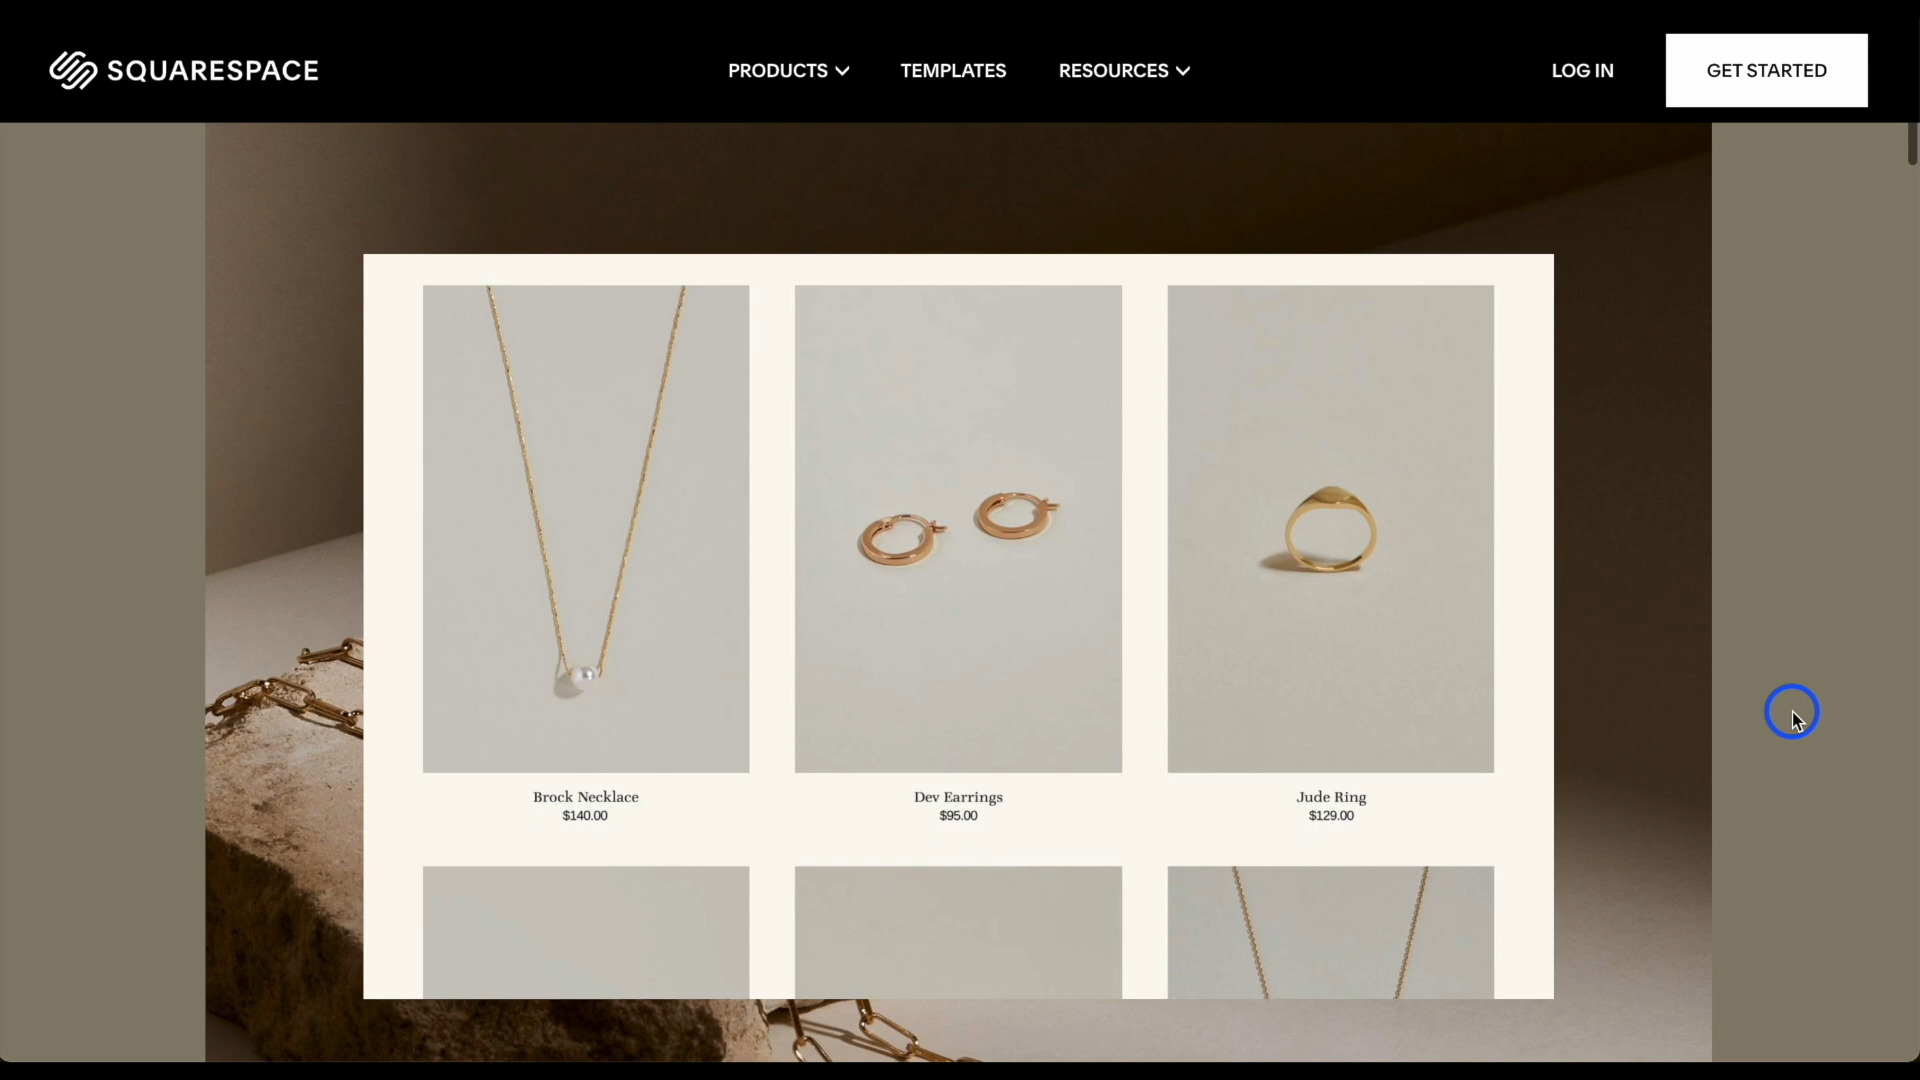 SQUARESPACE
PRODUCTS
TEMPLATES
RESOURCES
LOG IN
GET STARTED
Brock Necklace
$140.00
Dev Earrings
$95.00
Jude Ring
$129.00